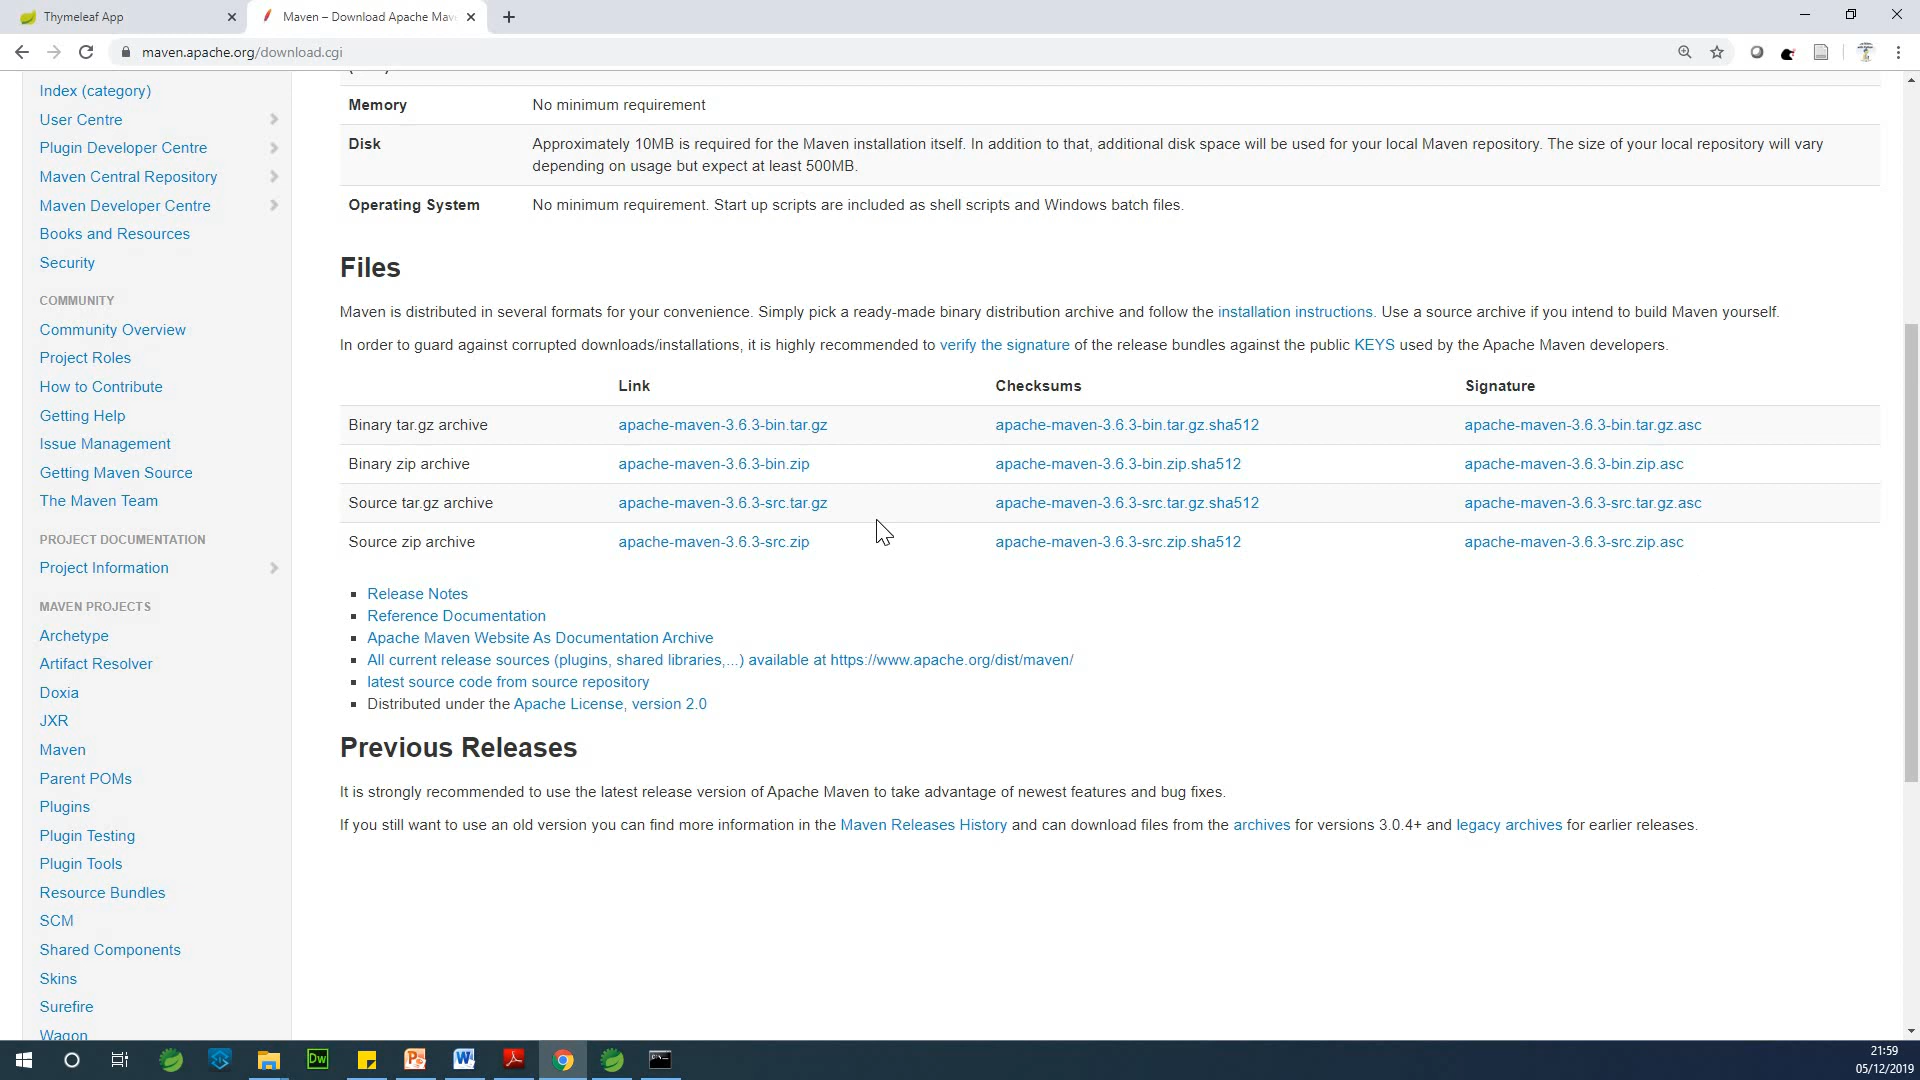 Thymeleaf App
Maven – Download Apache Mav
maven.apache.org/download.cgi
Index (category)
User Centre
Plugin Developer Centre
Maven Central Repository
Maven Developer Centre
Books and Resources
Security
COMMUNITY
Community Overview
Project Roles
How to Contribute
Getting Help
Issue Management
Getting Maven Source
The Maven Team
PROJECT DOCUMENTATION
Project Information
MAVEN PROJECTS
Archetype
Artifact Resolver
Doxia
JXR
Maven
Parent POMs
Plugins
Plugin Testing
Plugin Tools
Resource Bundles
SCM
Shared Components
Skins
Surefire
Wagon
Memory No minimum requirement
Disk Approximately 10MB is required for the Maven installation itself. In addition to that, additional disk space will be used for your local Maven repository. The size of your local repository will vary
depending on usage but expect at least 500MB.
Operating System No minimum requirement. Start up scripts are included as shell scripts and Windows batch files.
Files
Maven is distributed in several formats for your convenience. Simply pick a ready-made binary distribution archive and follow the installation instructions. Use a source archive if you intend to build Maven yourself.
In order to guard against corrupted downloads/installations, it is highly recommended to verify the signature of the release bundles against the public KEYS used by the Apache Maven developers.
Link Checksums Signature
Binary tar.gz archive apache-maven-3.6.3-bin.tar.gz apache-maven-3.6.3-bin.tar.gz.sha512 apache-maven-3.6.3-bin.tar.gz.asc
Binary zip archive apache-maven-3.6.3-bin.zip apache-maven-3.6.3-bin.zip.sha512 apache-maven-3.6.3-bin.zip.asc
Source tar.gz archive apache-maven-3.6.3-src.tar.gz apache-maven-3.6.3-src.tar.gz.sha512 apache-maven-3.6.3-src.tar.gz.asc
Source zip archive apache-maven-3.6.3-src.zip apache-maven-3.6.3-src.zip.sha512 apache-maven-3.6.3-src.zip.asc
Release Notes
Reference Documentation
Apache Maven Website As Documentation Archive
All current release sources (plugins, shared libraries,...) available at https://www.apache.org/dist/maven/
latest source code from source repository
Distributed under the Apache License, version 2.0
Previous Releases
It is strongly recommended to use the latest release version of Apache Maven to take advantage of newest features and bug fixes.
If you still want to use an old version you can find more information in the Maven Releases History and can download files from the archives for versions 3.0.4+ and legacy archives for earlier releases.
Dw
21:59
05/12/2019